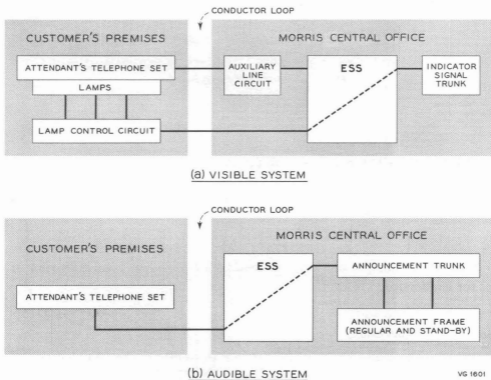 CONDUCTOR LOOP
CUSTOMER'S PREMISES
MORRIS CENTRAL OFFICE
ATTENDANT'S TELEPHONE SET
LAMPS
LAMP CONTROL CIRCUIT
AUXILIARY
LINE
CIRCUIT
ESS
INDICATOR
SIGNAL
TRUNK
(a) VISIBLE SYSTEM
CONDUCTOR LOOP
CUSTOMER'S PREMISES
MORRIS CENTRAL OFFICE
ATTENDANT'S TELEPHONE SET
ESS
ANNOUNCEMENT TRUNK
ANNOUNCEMENT FRAME
(REGULAR AND STAND-BY)
(b) AUDIBLE SYSTEM
VG 1601